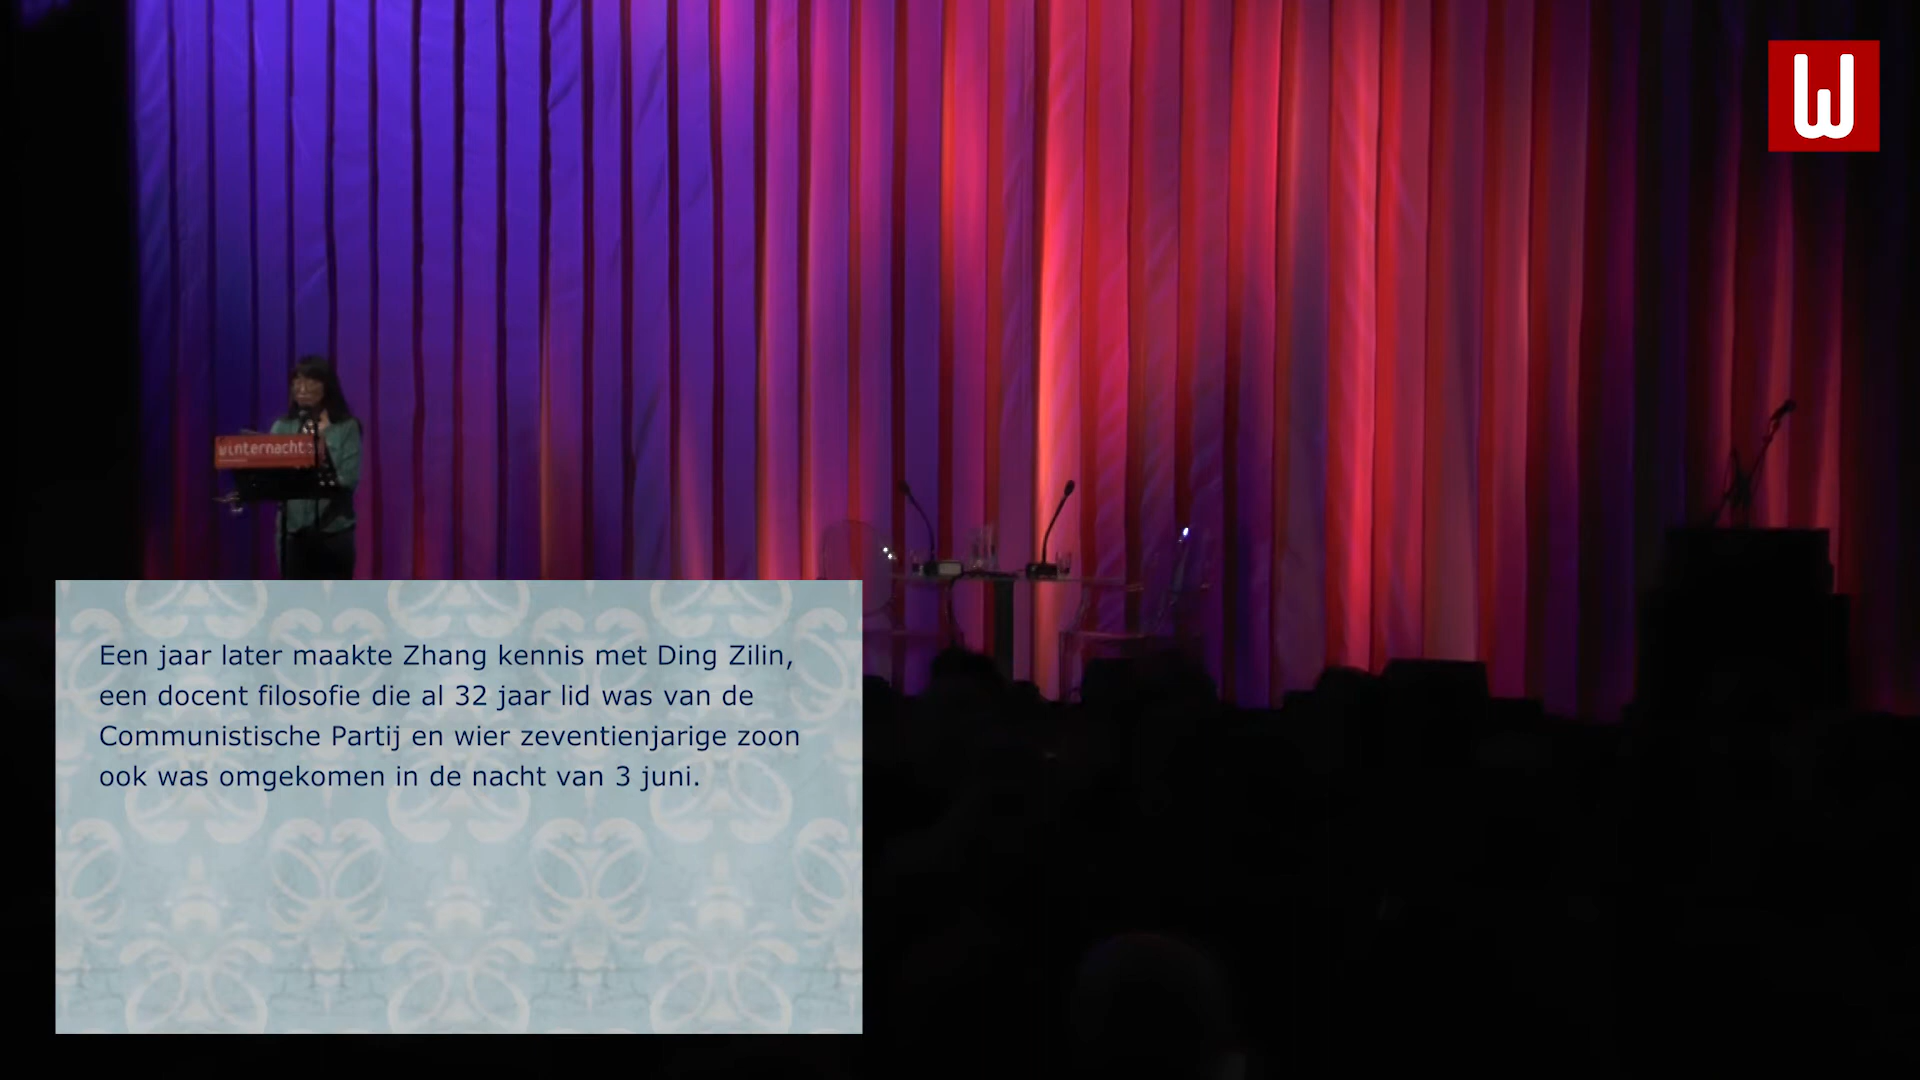 W
winternachten
Een jaar later maakte Zhang kennis met Ding Zilin,
een docent filosofie die al 32 jaar lid was van de
Communistische Partij en wier zeventienjarige zoon
ook was omgekomen in de nacht van 3 juni.